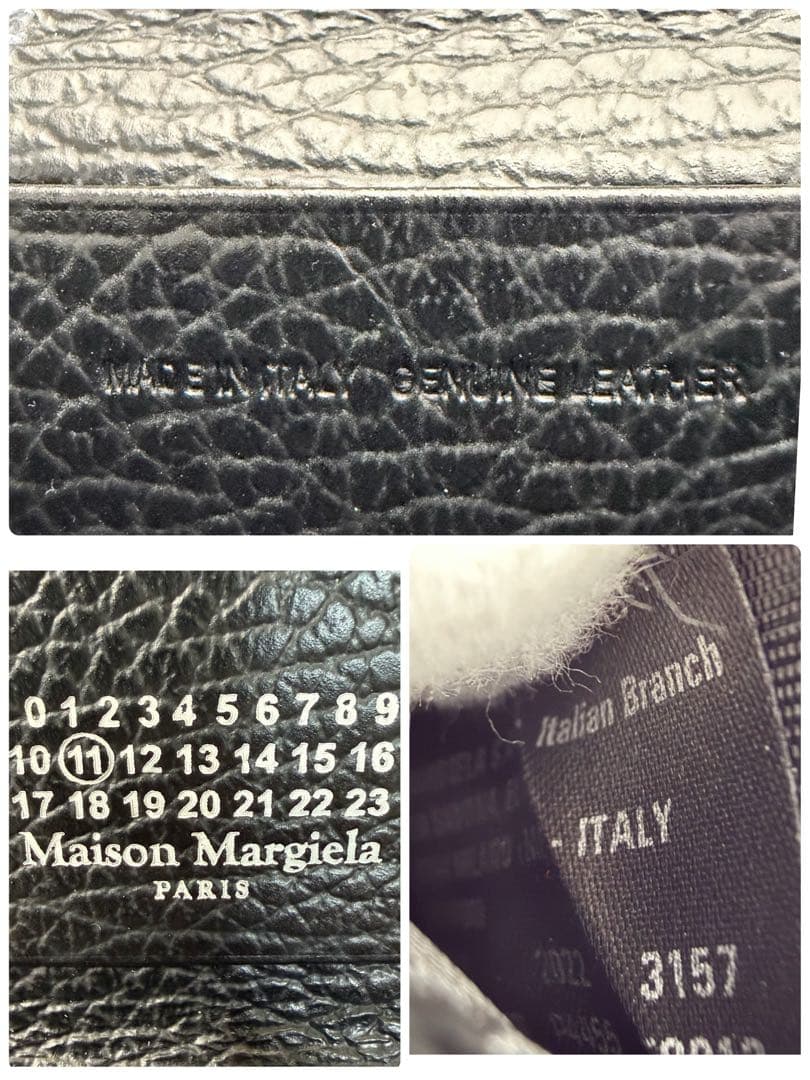 MADE IN ITALY GENUINE LEATHER
0 1 2 3 4 5 6 7 8 9
10 11 12 13 14 15 16
17 18 19 20 21 22 23
Maison Margiela
PARIS
Italian Branch
- ITALY
2022 3157